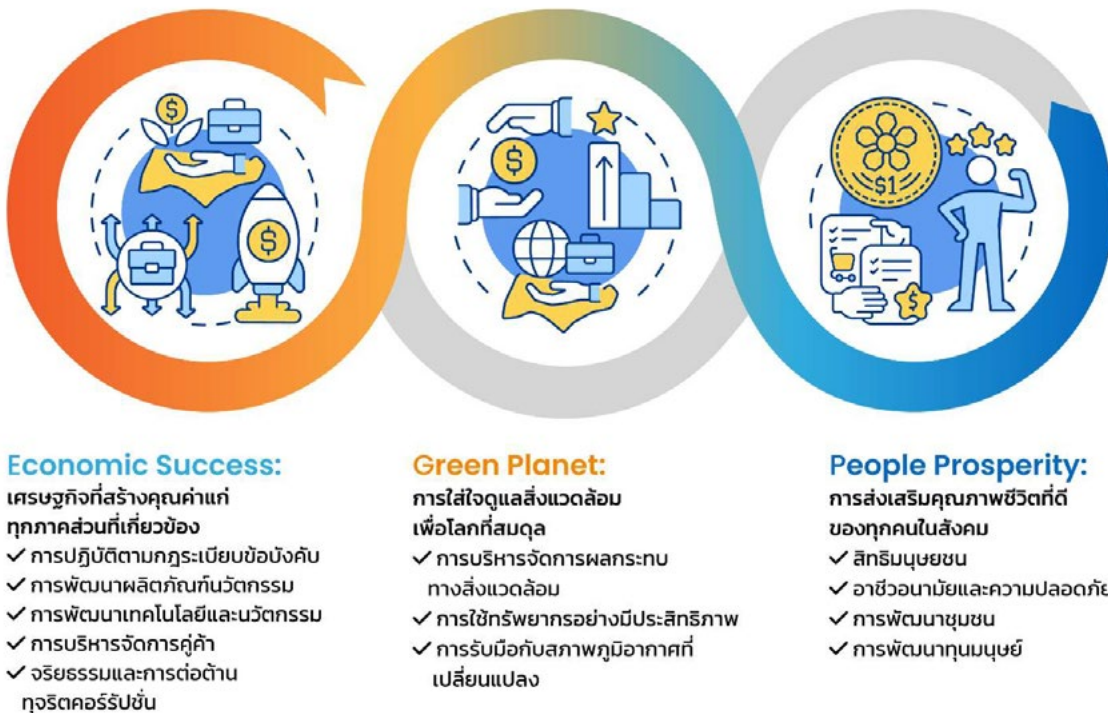 $
$
$
$1
$
Economic Success:
เศรษฐกิจที่สร้างคุณค่าแก่
ทุกภาคส่วนที่เกี่ยวข้อง
✓ การปฏิบัติตามกฎระเบียบข้อบังคับ
✓ การพัฒนาผลิตภัณฑ์นวัตกรรม
✓ การพัฒนาเทคโนโลยีและนวัตกรรม
✓ การบริหารจัดการคู่ค้า
✓ จริยธรรมและการต่อต้าน
ทุจริตคอร์รัปชั่น
Green Planet:
การใส่ใจดูแลสิ่งแวดล้อม
เพื่อโลกที่สมดุล
✓ การบริหารจัดการผลกระทบ
ทางสิ่งแวดล้อม
✓ การใช้ทรัพยากรอย่างมีประสิทธิภาพ
✓ การรับมือกับสภาพภูมิอากาศที่
เปลี่ยนแปลง
People Prosperity:
การส่งเสริมคุณภาพชีวิตที่ดี
ของทุกคนในสังคม
✓ สิทธิมนุษยชน
✓ อาชีวอนามัยและความปลอดภัย
✓ การพัฒนาชุมชน
✓ การพัฒนาทุนมนุษย์